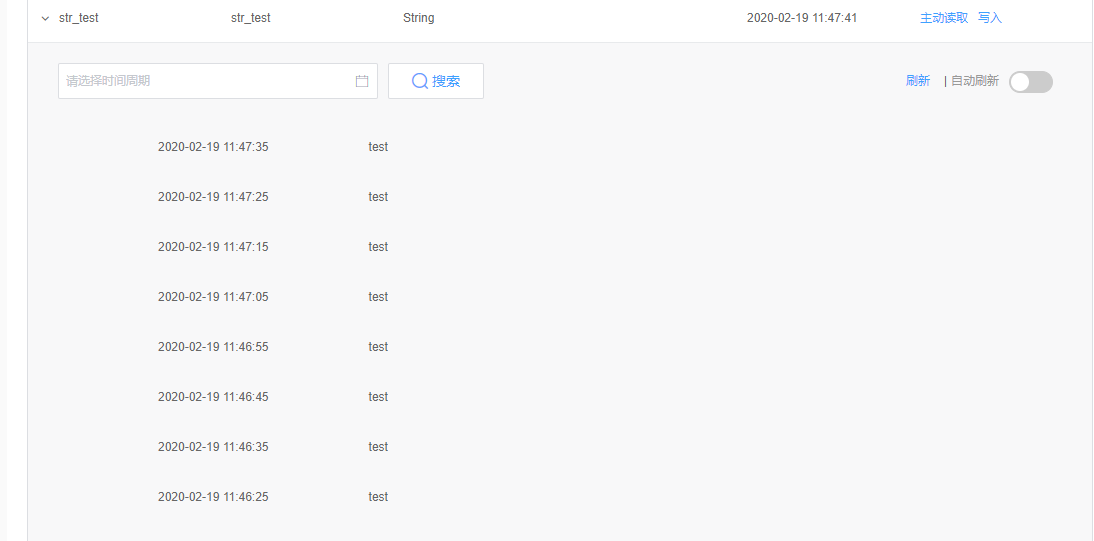 str_test str_test String 2020-02-19 11:47:41 主动读取 写入
请选择时间周期 搜索 刷新 | 自动刷新
2020-02-19 11:47:35 test
2020-02-19 11:47:25 test
2020-02-19 11:47:15 test
2020-02-19 11:47:05 test
2020-02-19 11:46:55 test
2020-02-19 11:46:45 test
2020-02-19 11:46:35 test
2020-02-19 11:46:25 test